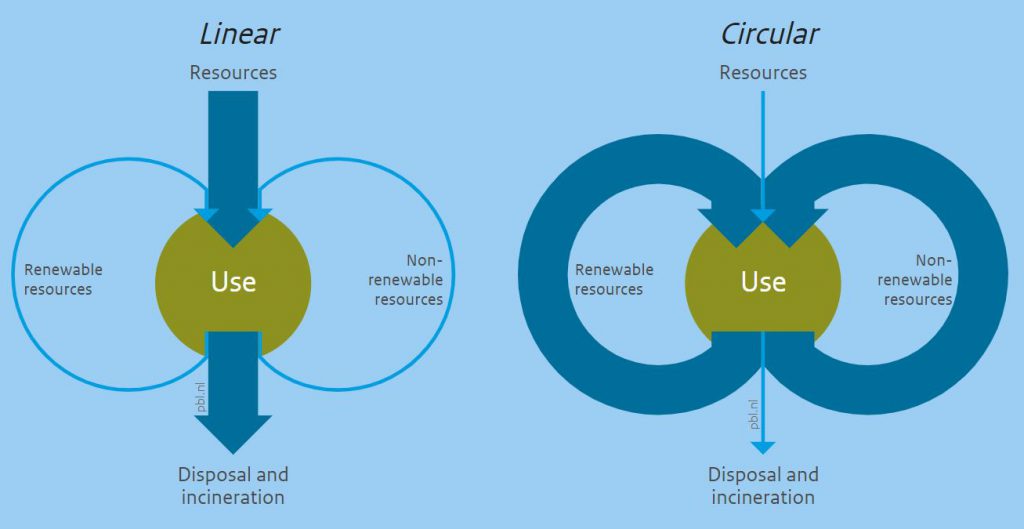 Linear
Resources
Renewable
resources
Use
Non-
renewable
resources
pbl.nl
Disposal and
incineration
Circular
Resources
Renewable
resources
Use
Non-
renewable
resources
pbl.nl
Disposal and
incineration